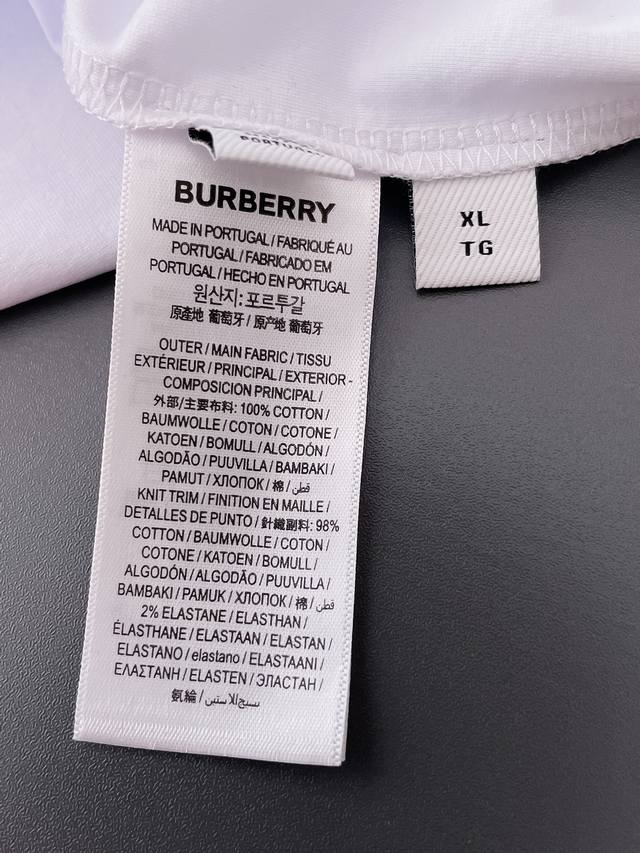 PORTUGAL
BURBERRY
MADE IN PORTUGAL / FABRIQUÉ AU
PORTUGAL / FABRICADO EM
PORTUGAL / HECHO EN PORTUGAL
원산지: 포르투갈
原產地 葡萄牙 / 原产地 葡萄牙
OUTER / MAIN FABRIC / TISSU
EXTÉRIEUR / PRINCIPAL / EXTERIOR -
COMPOSICION PRINCIPAL /
外部/主要布料: 100% COTTON /
BAUMWOLLE / COTON / COTONE /
KATOEN / BOMULL / ALGODÓN /
ALGODÃO / PUUVILLA / BAMBAKI /
PAMUT / ХЛОПОК / 棉 / قطن
KNIT TRIM / FINITION EN MAILLE /
DETALLES DE PUNTO / 針織副料: 98%
COTTON / BAUMWOLLE / COTON /
COTONE / KATOEN / BOMULL /
ALGODÓN / ALGODÃO / PUUVILLA /
BAMBAKI / PAMUK / ХЛОПОК / 棉 / قطن
2% ELASTANE / ELASTHAN /
ÉLASTHANE / ELASTAAN / ELASTAN /
ELASTANO / elastano / ELASTAANI /
ΕΛΑΣΤΑΝΗ / ELASTEN / ЭЛАСТАН /
氨綸 /
XL
TG